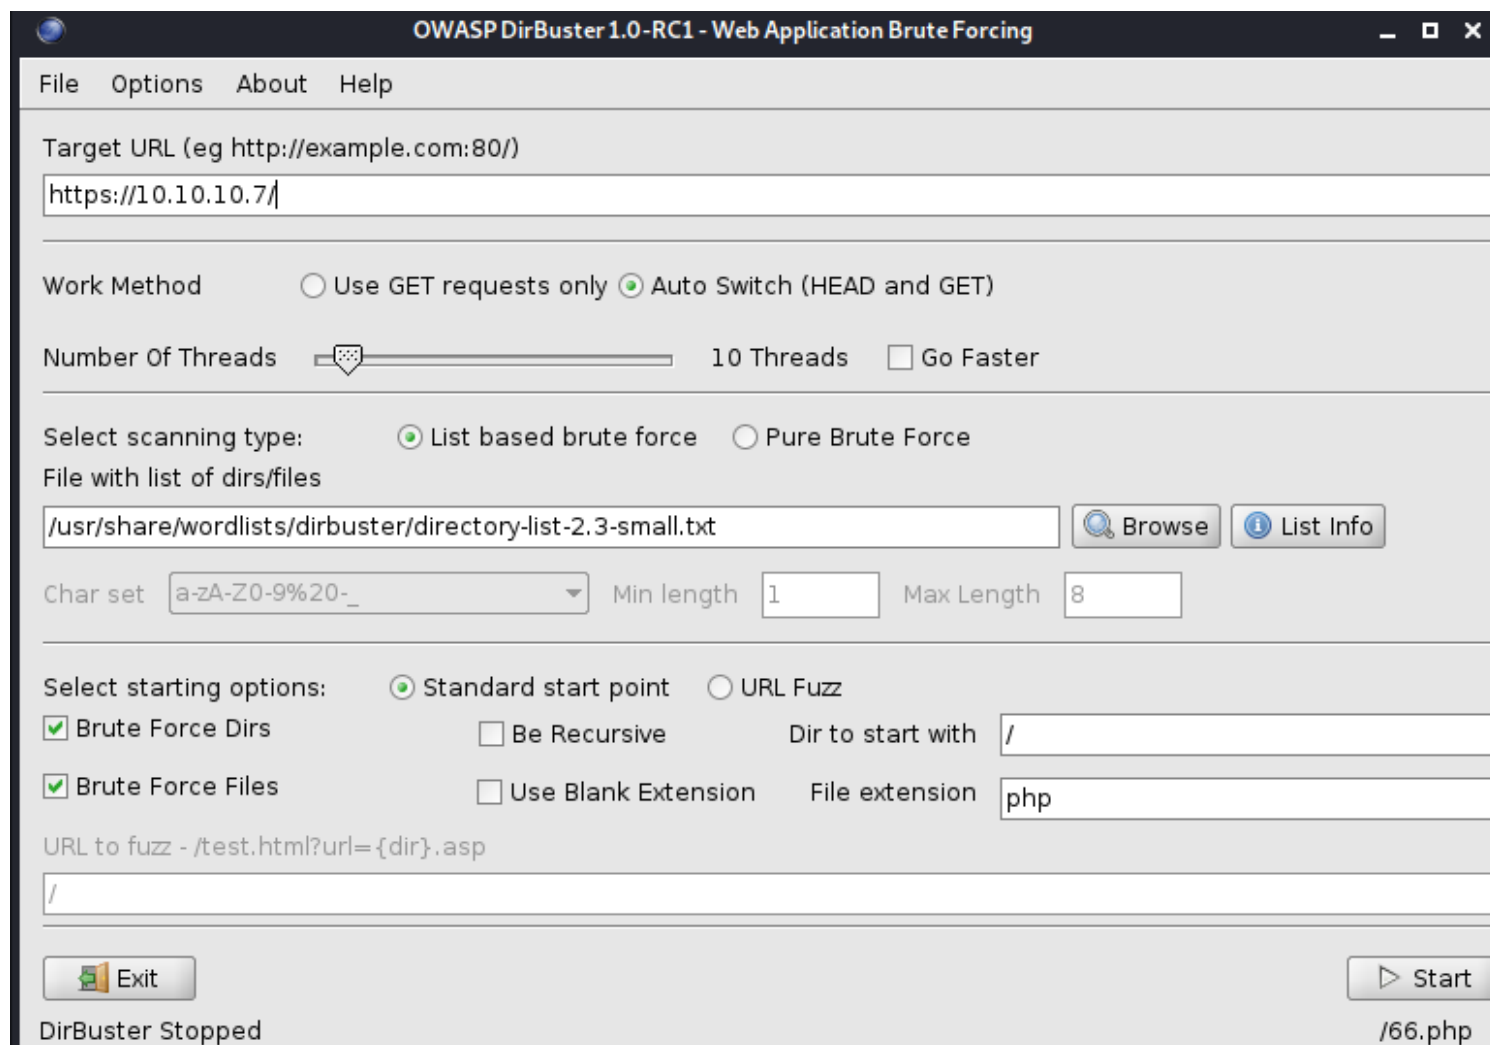 OWASP DirBuster 1.0-RC1 - Web Application Brute Forcing
File Options About Help
Target URL (eg http://example.com:80/)
https://10.10.10.7/
Work Method Use GET requests only Auto Switch (HEAD and GET)
Number Of Threads 10 Threads Go Faster
Select scanning type: List based brute force Pure Brute Force
File with list of dirs/files
/usr/share/wordlists/dirbuster/directory-list-2.3-small.txt Browse List Info
Char set a-zA-Z0-9%20-_ Min length 1 Max Length 8
Select starting options: Standard start point URL Fuzz
Brute Force Dirs Be Recursive Dir to start with /
Brute Force Files Use Blank Extension File extension php
URL to fuzz - /test.html?url={dir}.asp
/
Exit Start
DirBuster Stopped /66.php